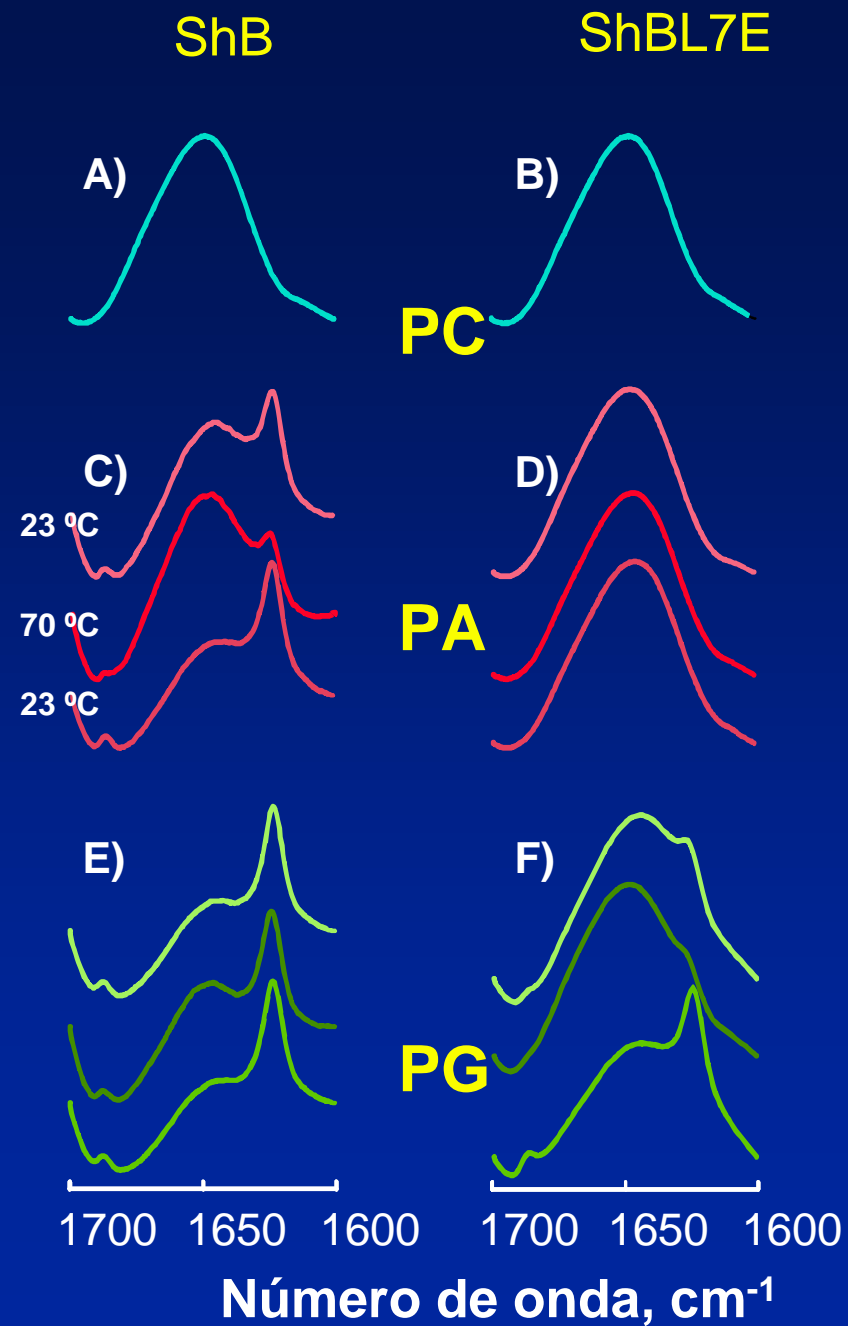 ShB ShBL7E
A) B)
PC
C) D)
23 ºC
70 ºC
PA
23 ºC
E) F)
PG
1700 1650 1600 1700 1650 1600
Número de onda, cm-1